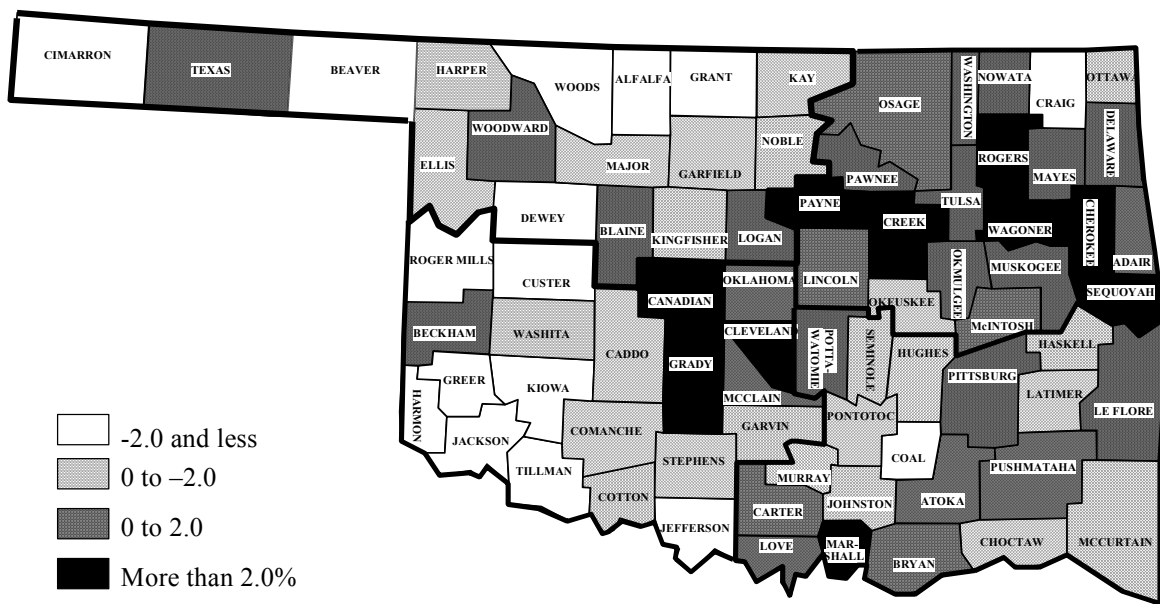 CIMARRON
TEXAS
BEAVER
HARPER
WOODS
ALFALFA
GRANT
KAY
OSAGE
WASHINGTON
NOWATA
CRAIG
OTTAWA
WOODWARD
ELLIS
MAJOR
GARFIELD
NOBLE
PAWNEE
ROGERS
MAYES
DELAWARE
DEWEY
BLAINE
KINGFISHER
LOGAN
PAYNE
CREEK
TULSA
WAGONER
CHEROKEE
ADAIR
ROGER MILLS
CUSTER
CANADIAN
OKLAHOMA
LINCOLN
OKMULGEE
MUSKOGEE
SEQUOYAH
BECKHAM
WASHITA
CADDO
GRADY
CLEVELAND
POTTA-
WATOMIE
SEMINOLE
OKFUSKEE
McINTOSH
HUGHES
HASKELL
PITTSBURG
LATIMER
LE FLORE
HARMON
GREER
KIOWA
MCCLAIN
JACKSON
COMANCHE
GARVIN
PONTOTOC
TILLMAN
STEPHENS
COAL
COTTON
MURRAY
PUSHMATAHA
JEFFERSON
CARTER
JOHNSTON
ATOKA
LOVE
MAR-
SHALL
BRYAN
CHOCTAW
MCCURTAIN
-2.0 and less
0 to –2.0
0 to 2.0
More than 2.0%